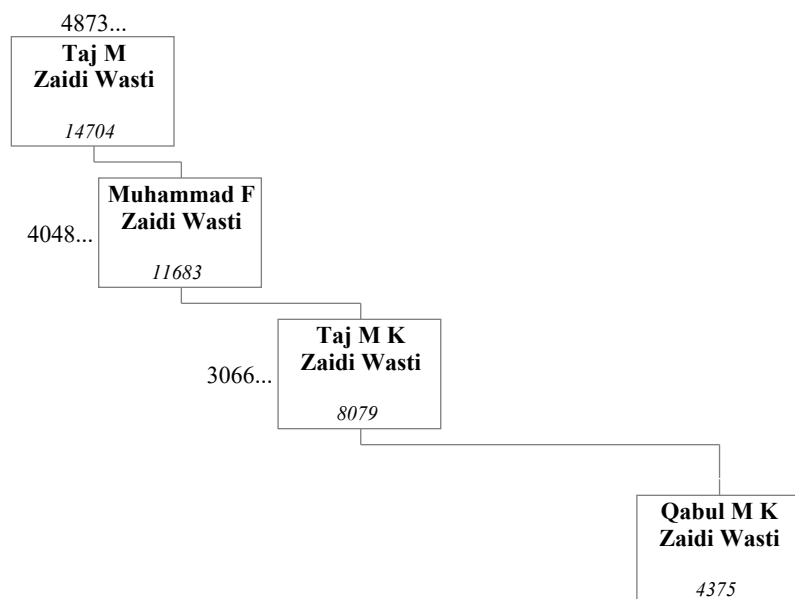 4873...
Taj M
Zaidi Wasti
14704
Muhammad F
Zaidi Wasti
4048...
11683
Taj M K
Zaidi Wasti
3066...
8079
Qabul M K
Zaidi Wasti
4375